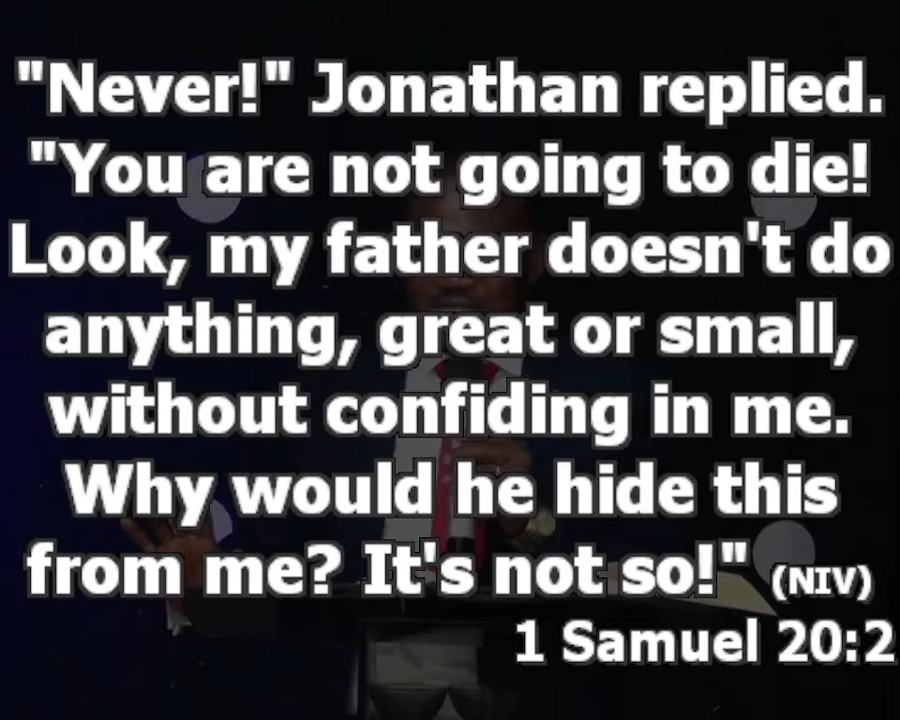 "Never!" Jonathan replied.
"You are not going to die!
Look, my father doesn't do
anything, great or small,
without confiding in me.
Why would he hide this
from me? It's not so!" (NIV)
1 Samuel 20:2